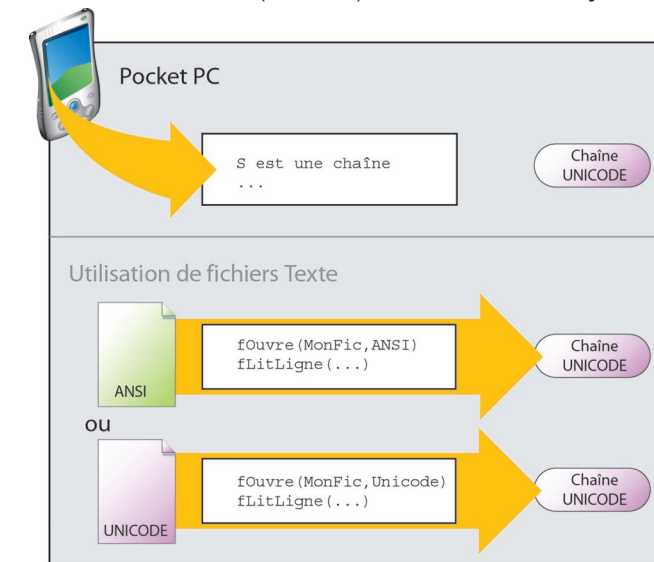 Pocket PC
S est une chaîne
...
Chaîne
UNICODE
Utilisation de fichiers Texte
ANSI
fOuvre(MonFic,ANSI)
fLitLigne(...)
Chaîne
UNICODE
ou
UNICODE
fOuvre(MonFic,Unicode)
fLitLigne(...)
Chaîne
UNICODE